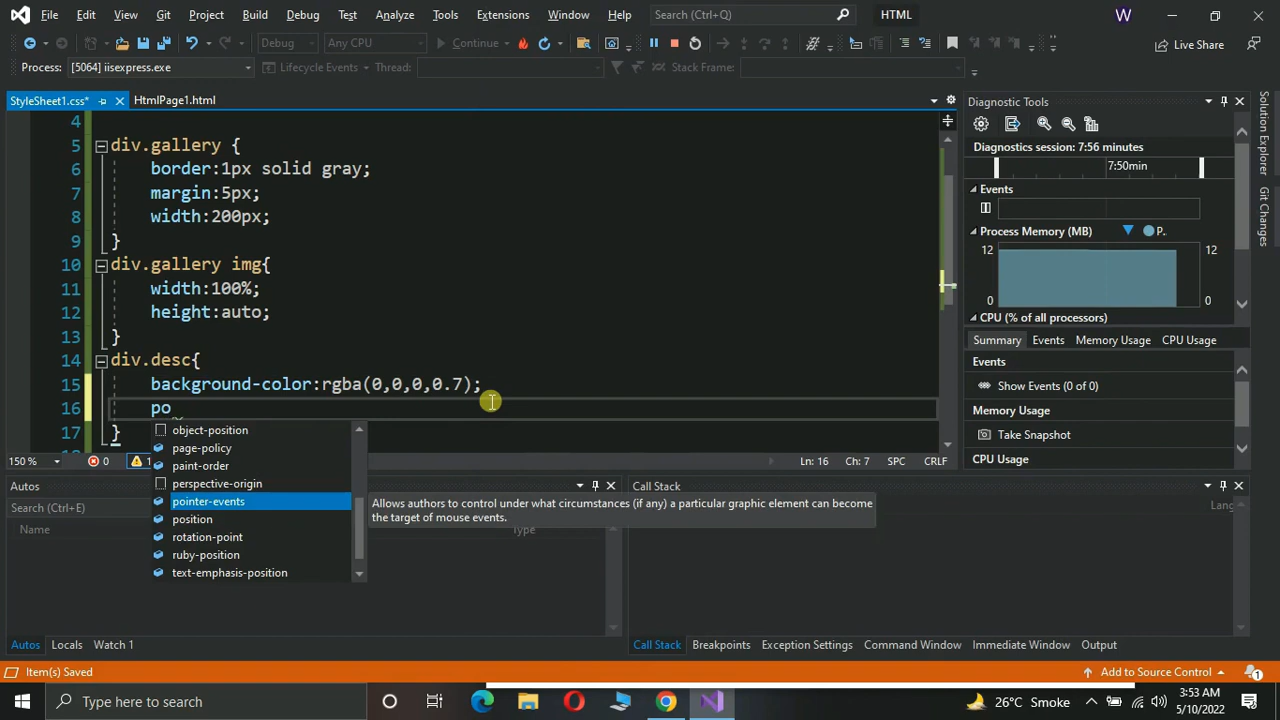 File Edit View Git Project Build Debug Test Analyze Tools Extensions Window Help Search (Ctrl+Q) HTML W
Debug Any CPU Continue Live Share
Process: [5064] iisexpress.exe Lifecycle Events Thread: Stack Frame:
StyleSheet1.css* HtmlPage1.html
4
5 div.gallery {
6 border:1px solid gray;
7 margin:5px;
8 width:200px;
9 }
10 div.gallery img{
11 width:100%;
12 height:auto;
13 }
14 div.desc{
15 background-color:rgba(0,0,0,0.7);
16 po
17 }
object-position
page-policy
paint-order
perspective-origin
pointer-events
position
rotation-point
ruby-position
text-emphasis-position
Allows authors to control under what circumstances (if any) a particular graphic element can become
the target of mouse events.
150 % 0 1 Ln: 16 Ch: 7 SPC CRLF
Diagnostic Tools
Diagnostics session: 7:56 minutes
7:50min
Events
Process Memory (MB) P..
12 12
0 0
CPU (% of all processors)
Summary Events Memory Usage CPU Usage
Events
Show Events (0 of 0)
Memory Usage
Take Snapshot
CPU Usage
Solution Explorer
Git Changes
Autos
Search (Ctrl+E)
Name Type
Autos Locals Watch 1
Call Stack
Lang
Call Stack Breakpoints Exception Settings Command Window Immediate Window Output
Item(s) Saved Add to Source Control 1
Type here to search 26°C Smoke 3:53 AM
5/10/2022